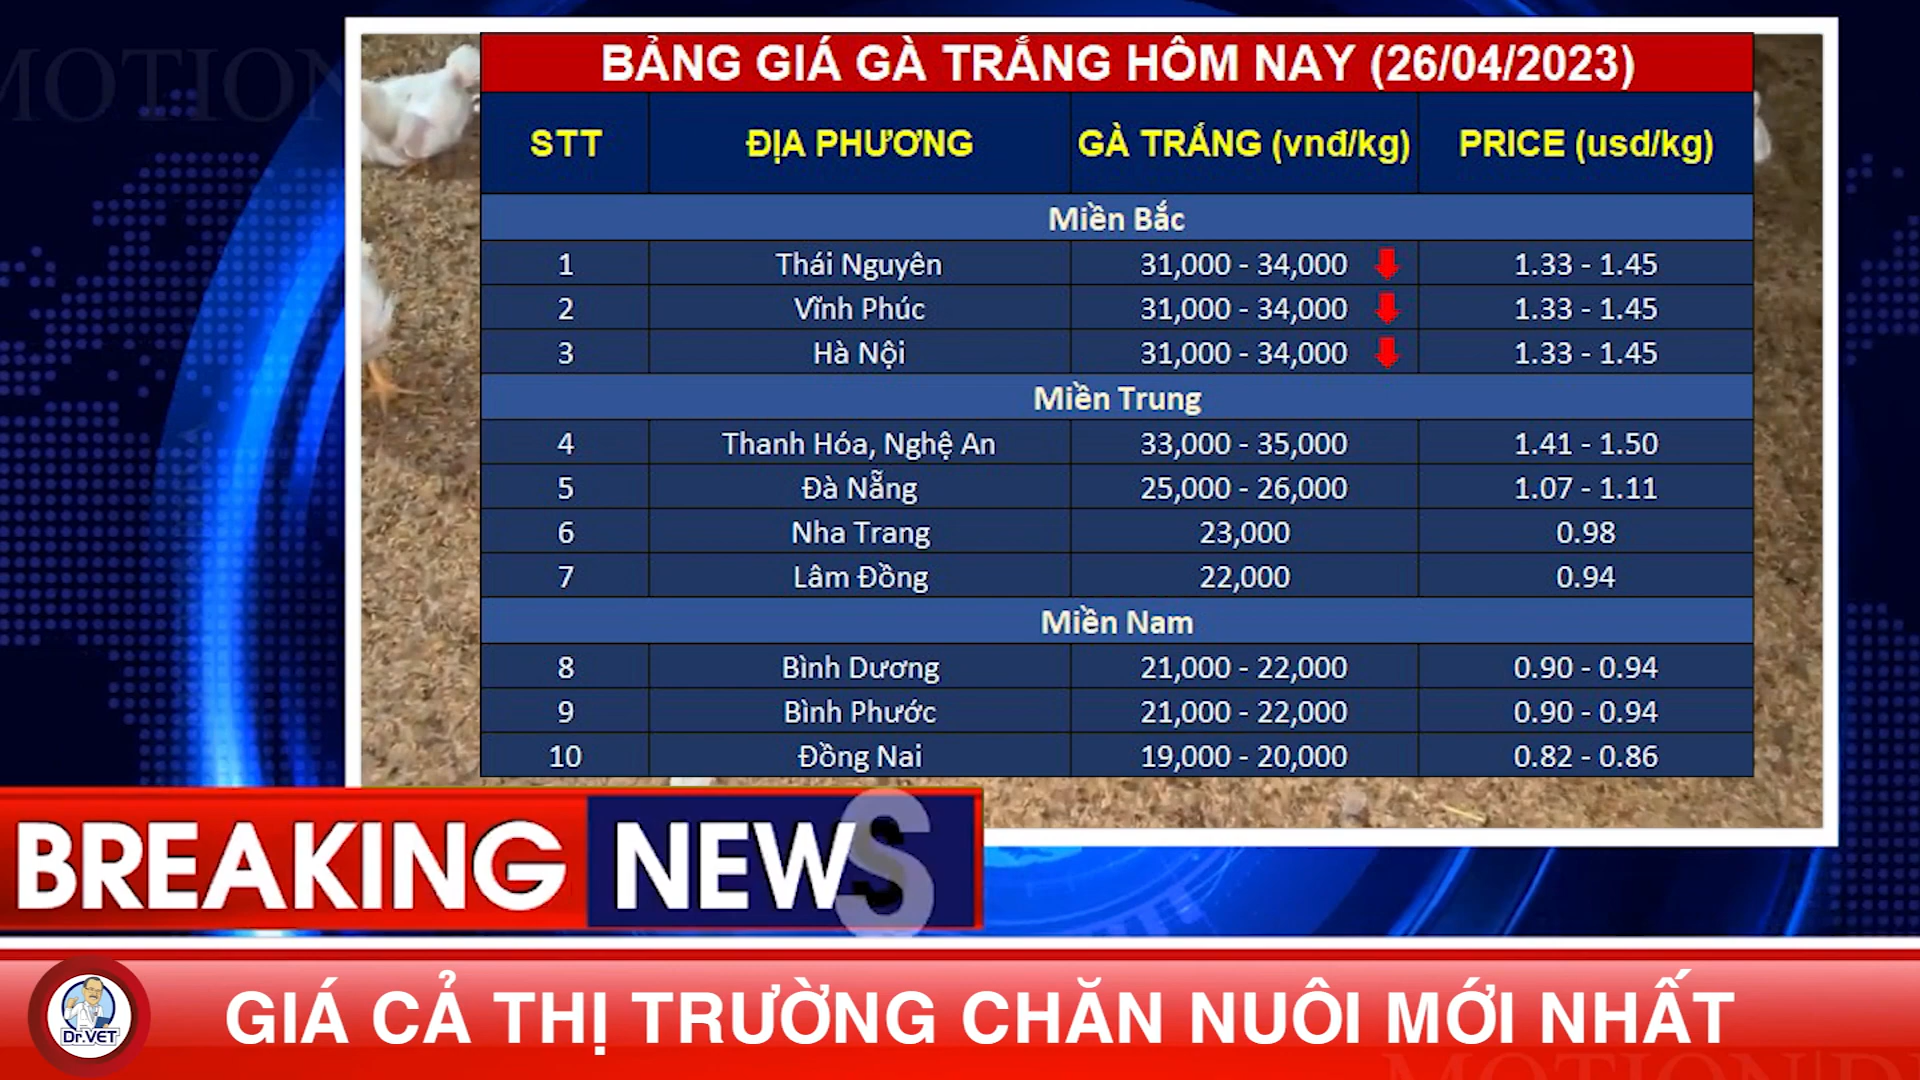 MOTION
BẢNG GIÁ GÀ TRẮNG HÔM NAY (26/04/2023)
STT ĐỊA PHƯƠNG GÀ TRẮNG (vnđ/kg) PRICE (usd/kg)
Miền Bắc
1 Thái Nguyên 31,000 - 34,000 1.33 - 1.45
2 Vĩnh Phúc 31,000 - 34,000 1.33 - 1.45
3 Hà Nội 31,000 - 34,000 1.33 - 1.45
Miền Trung
4 Thanh Hóa, Nghệ An 33,000 - 35,000 1.41 - 1.50
5 Đà Nẵng 25,000 - 26,000 1.07 - 1.11
6 Nha Trang 23,000 0.98
7 Lâm Đồng 22,000 0.94
Miền Nam
8 Bình Dương 21,000 - 22,000 0.90 - 0.94
9 Bình Phước 21,000 - 22,000 0.90 - 0.94
10 Đồng Nai 19,000 - 20,000 0.82 - 0.86
BREAKING NEWS
Dr.VET
GIÁ CẢ THỊ TRƯỜNG CHĂN NUÔI MỚI NHẤT